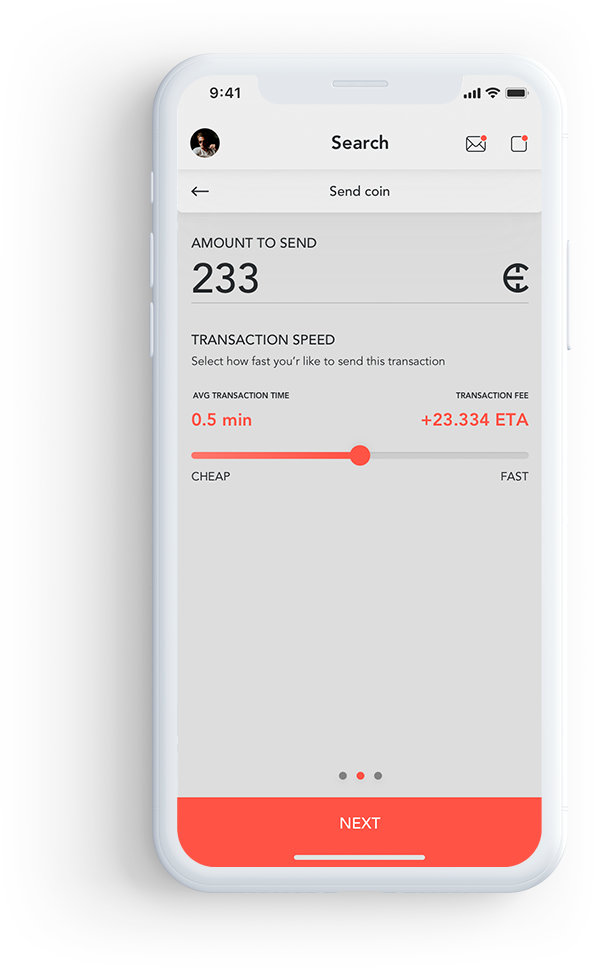 9:41
Search
Send coin
AMOUNT TO SEND
233
TRANSACTION SPEED
Select how fast you'r like to send this transaction
AVG TRANSACTION TIME TRANSACTION FEE
0.5 min +23.334 ETA
CHEAP FAST
NEXT